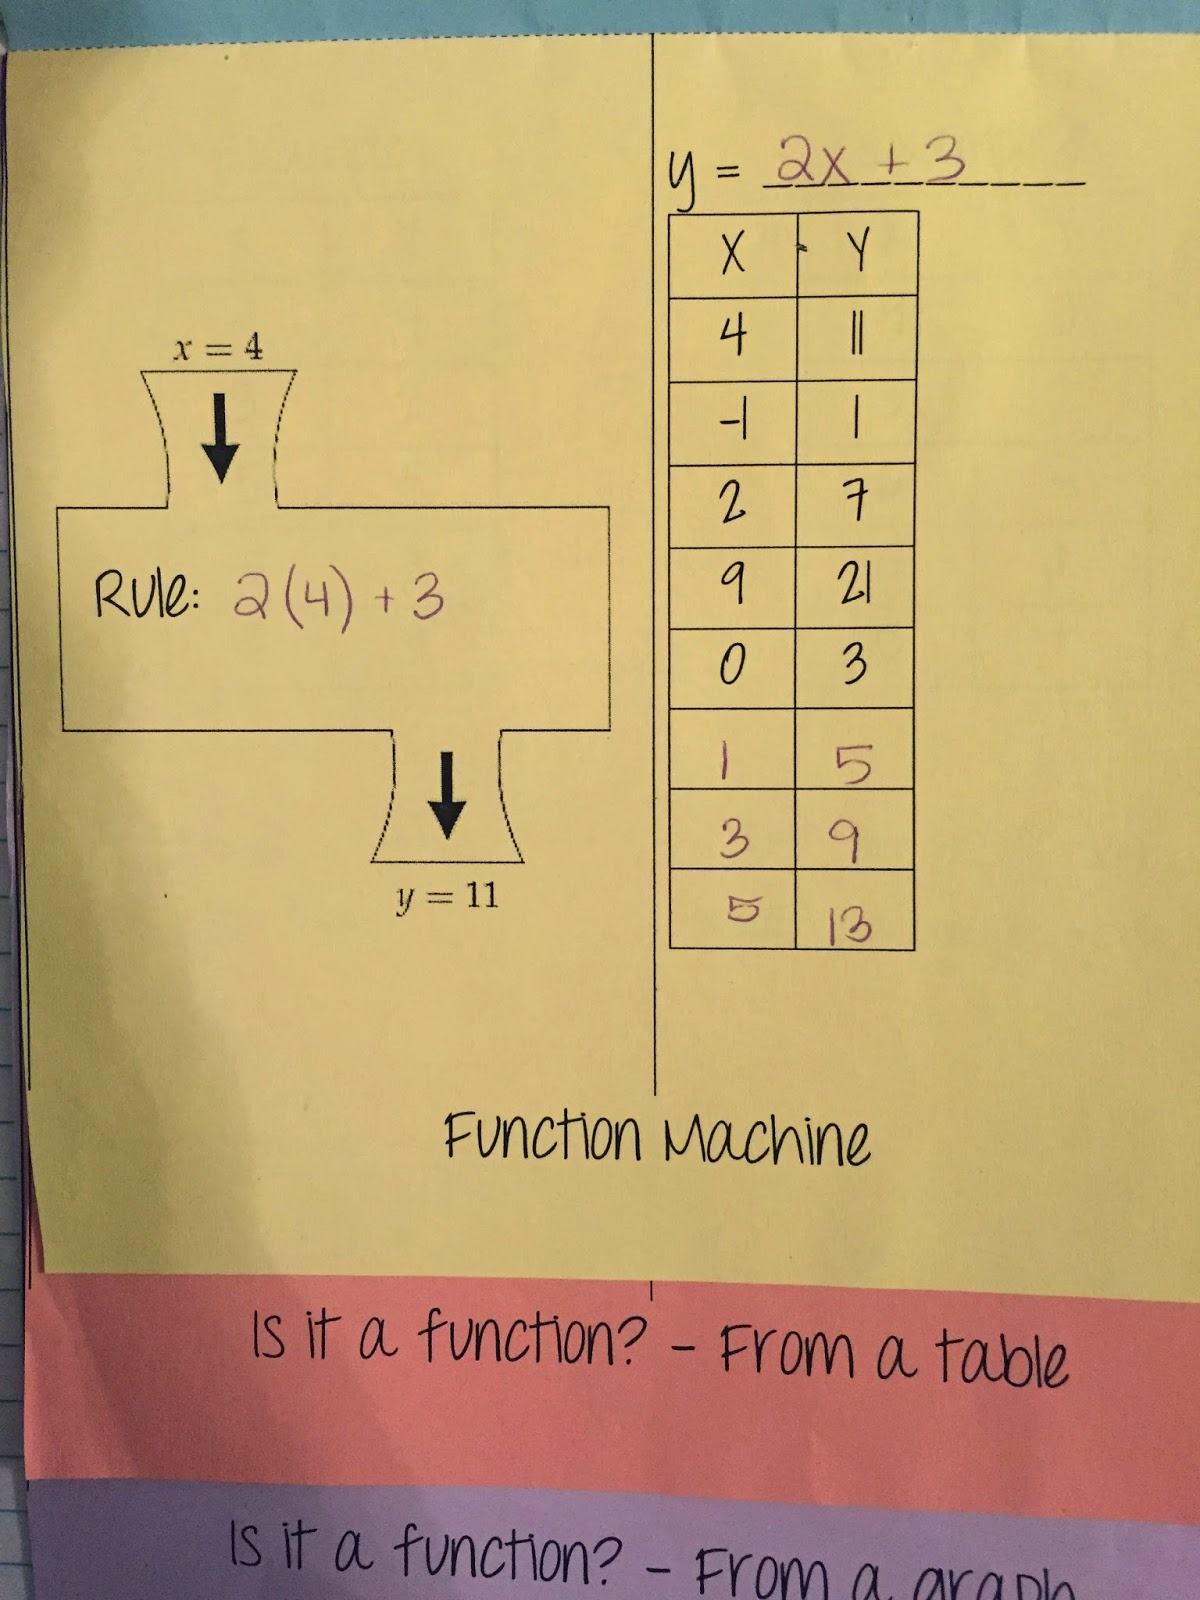 x = 4
Rule: 2(4) + 3
y = 11
y = 2x + 3
X Y
4 11
-1 1
2 7
9 21
0 3
1 5
3 9
5 13
Function Machine
Is it a function? - From a table
Is it a function? - From a graph